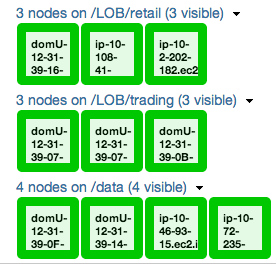 3 nodes on /LOB/retail (3 visible)
domU- ip-10- ip-10-
12-31- 108- 2-202-
39-16- 41- 182.ec2
3 nodes on /LOB/trading (3 visible)
domU- domU- domU-
12-31- 12-31- 12-31-
39-07- 39-07- 39-0B-
4 nodes on /data (4 visible)
domU- domU- ip-10- ip-10-
12-31- 12-31- 46-93- 72-
39-0F- 39-14- 15.ec2.i 235-